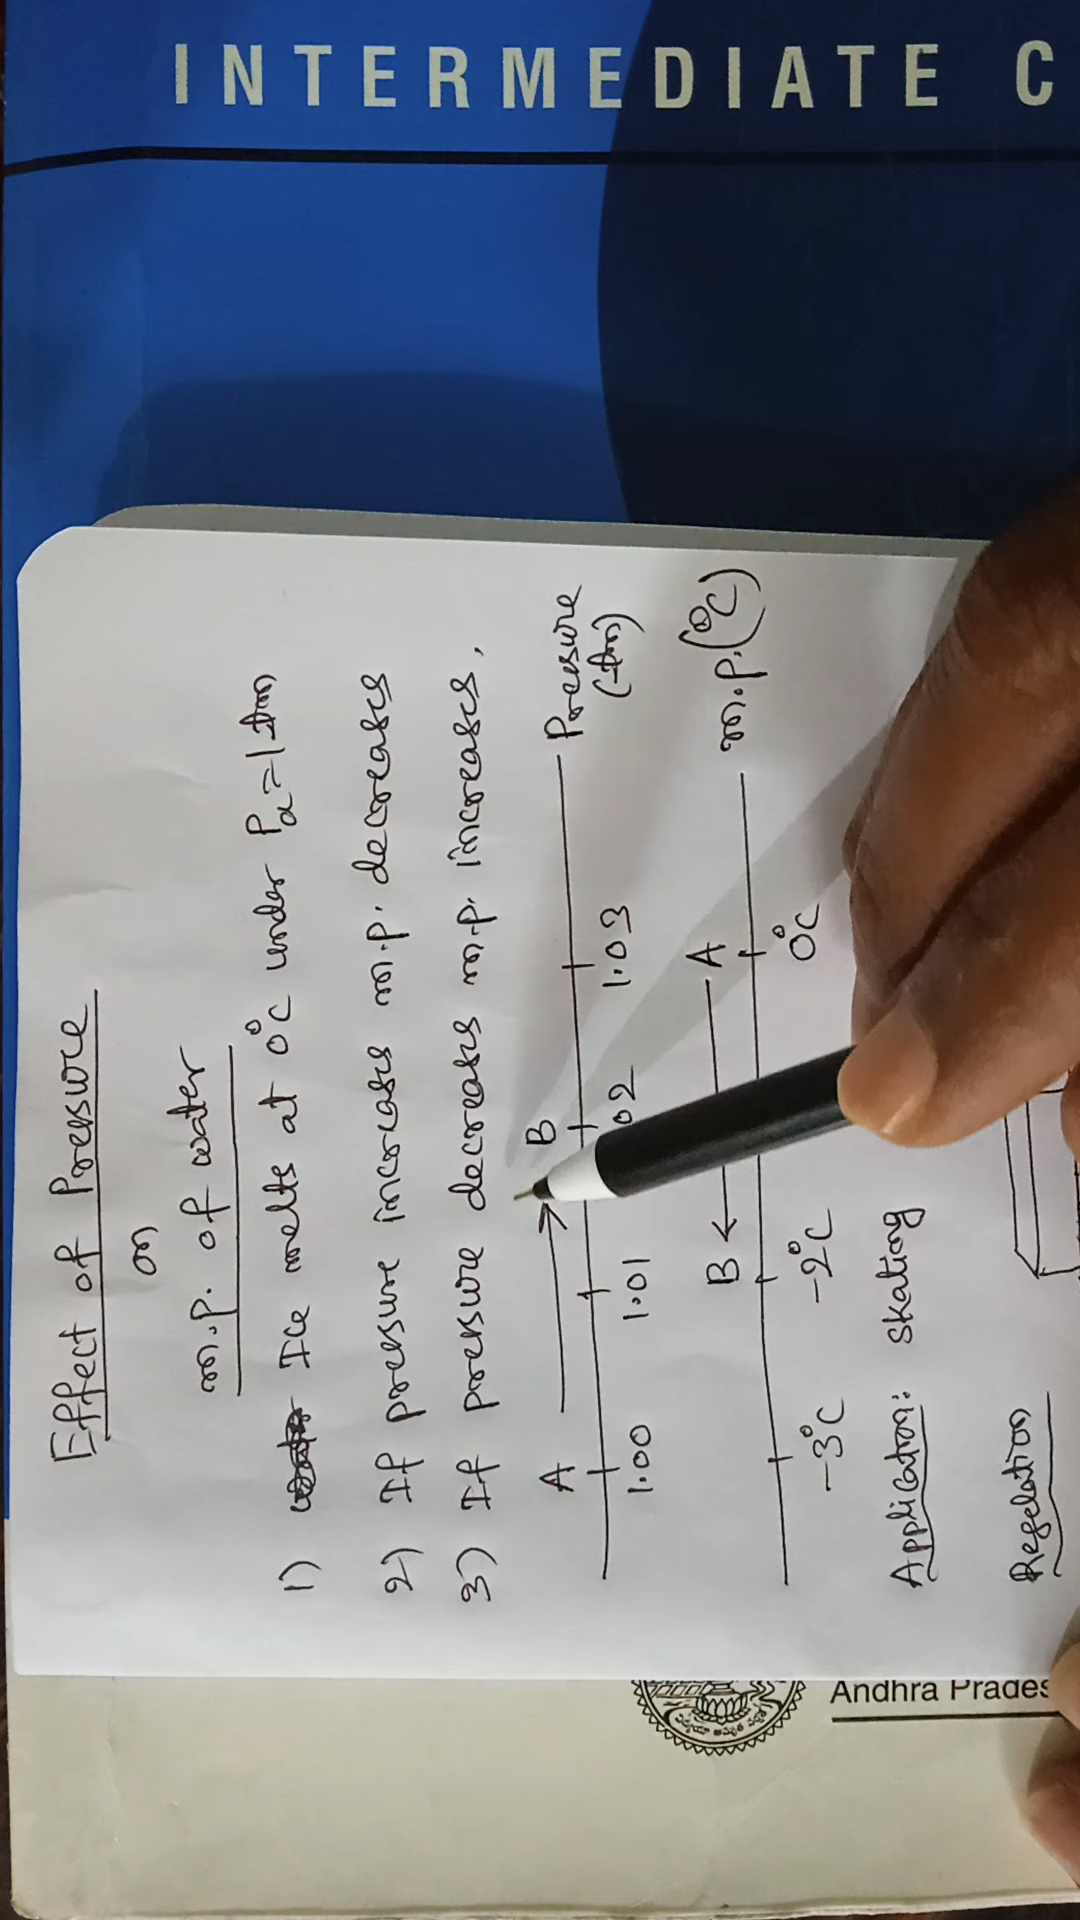 INTERMEDIATE C
Effect of Pressure
on
m.p. of water
1) Ice melts at 0°C under Pa = 1 atm
2) If pressure increases m.p. decreases
3) If pressure decreases m.p. increases,
A B Pressure
(atm)
1.00 1.01 02 1.03
B A m.p. (°C)
-3°C -2°C 0°C
Application: Skating
Regelation
Andhra Prades